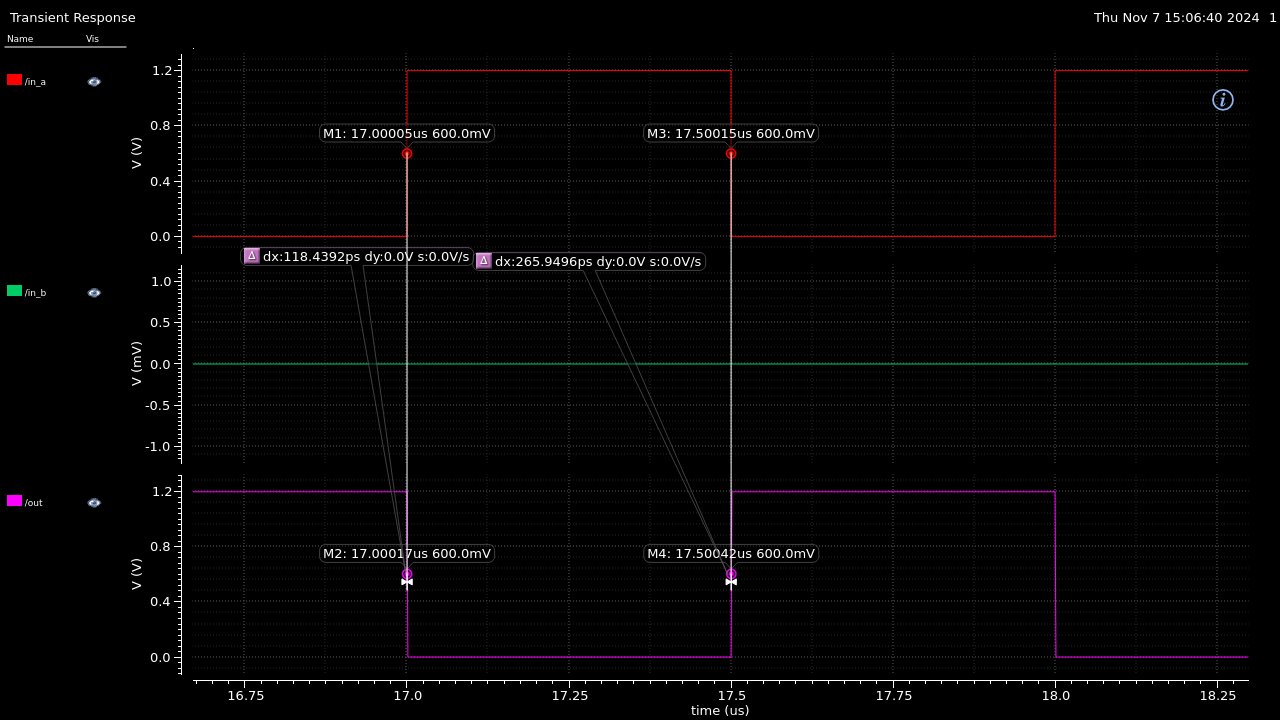 Transient Response
Thu Nov 7 15:06:40 2024 1
Name Vis
/in_a
1.2
0.8
0.4
0.0
V (V)
M1: 17.00005us 600.0mV
M3: 17.50015us 600.0mV
i
Δ dx:118.4392ps dy:0.0V s:0.0V/s
Δ dx:265.9496ps dy:0.0V s:0.0V/s
/in_b
1.0
0.5
0.0
-0.5
-1.0
V (mV)
/out
1.2
0.8
0.4
0.0
V (V)
M2: 17.00017us 600.0mV
M4: 17.50042us 600.0mV
16.75 17.0 17.25 17.5 17.75 18.0 18.25
time (us)